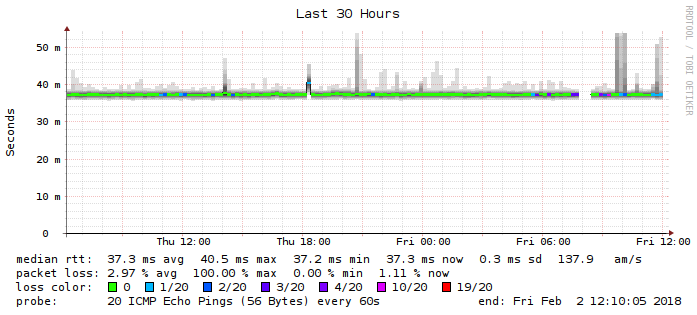 Last 30 Hours
RRDTOOL / TOBI OETIKER
Seconds
50 m
40 m
30 m
20 m
10 m
0
Thu 12:00 Thu 18:00 Fri 00:00 Fri 06:00 Fri 12:00
median rtt: 37.3 ms avg 40.5 ms max 37.2 ms min 37.3 ms now 0.3 ms sd 137.9 am/s
packet loss: 2.97 % avg 100.00 % max 0.00 % min 1.11 % now
loss color: 0 1/20 2/20 3/20 4/20 10/20 19/20
probe: 20 ICMP Echo Pings (56 Bytes) every 60s end: Fri Feb 2 12:10:05 2018